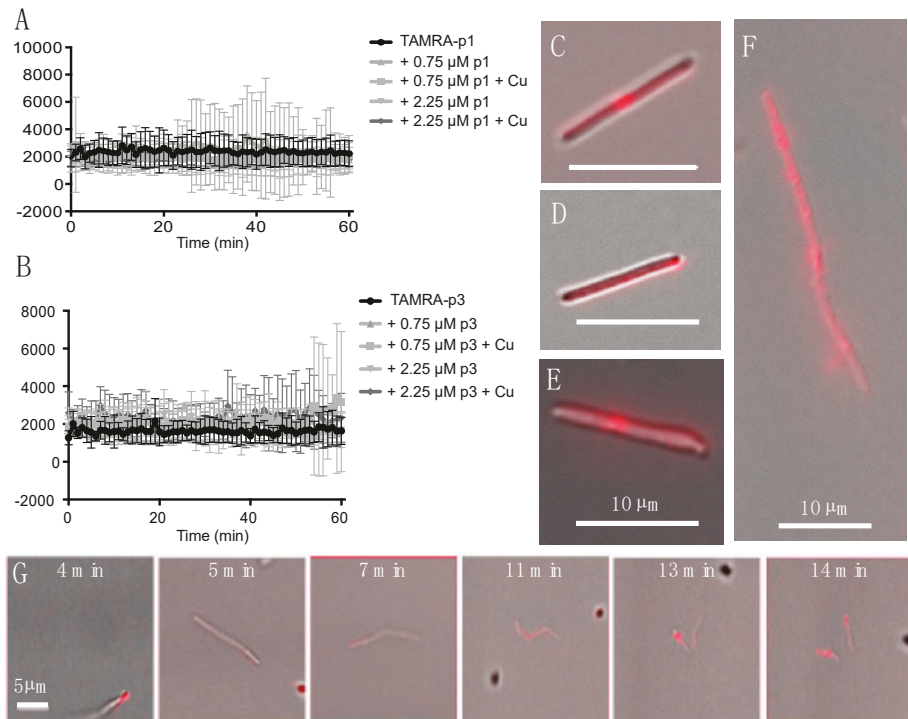 A
10000
8000
6000
4000
2000
0
-2000
0 20 40 60
Time (min)
TAMRA-p1
+ 0.75 µM p1
+ 0.75 µM p1 + Cu
+ 2.25 µM p1
+ 2.25 µM p1 + Cu
B
8000
6000
4000
2000
0
-2000
0 20 40 60
Time (min)
TAMRA-p3
+ 0.75 µM p3
+ 0.75 µM p3 + Cu
+ 2.25 µM p3
+ 2.25 µM p3 + Cu
C
D
E
10 µm
F
10 µm
G
4 min
5 min
7 min
11 min
13 min
14 min
5µm